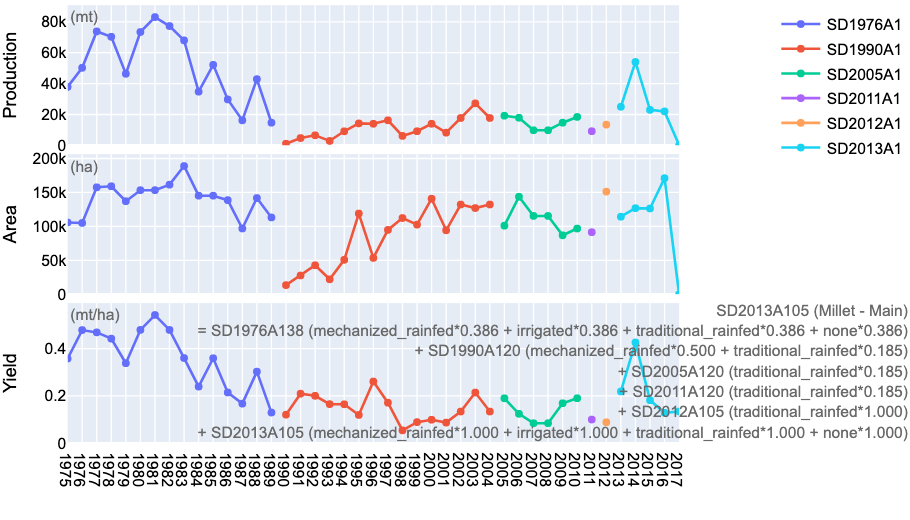 (mt)
Production
80k
60k
40k
20k
0
SD1976A1
SD1990A1
SD2005A1
SD2011A1
SD2012A1
SD2013A1
(ha)
Area
200k
150k
100k
50k
0
(mt/ha)
Yield
0.4
0.2
0
SD2013A105 (Millet - Main)
= SD1976A138 (mechanized_rainfed*0.386 + irrigated*0.386 + traditional_rainfed*0.386 + none*0.386)
+ SD1990A120 (mechanized_rainfed*0.500 + traditional_rainfed*0.185)
+ SD2005A120 (traditional_rainfed*0.185)
+ SD2011A120 (traditional_rainfed*0.185)
+ SD2012A105 (traditional_rainfed*1.000)
+ SD2013A105 (mechanized_rainfed*1.000 + irrigated*1.000 + traditional_rainfed*1.000 + none*1.000)
1975
1976
1977
1978
1979
1980
1981
1982
1983
1984
1985
1986
1987
1988
1989
1990
1991
1992
1993
1994
1995
1996
1997
1998
1999
2000
2001
2002
2003
2004
2005
2006
2007
2008
2009
2010
2011
2012
2013
2014
2015
2016
2017